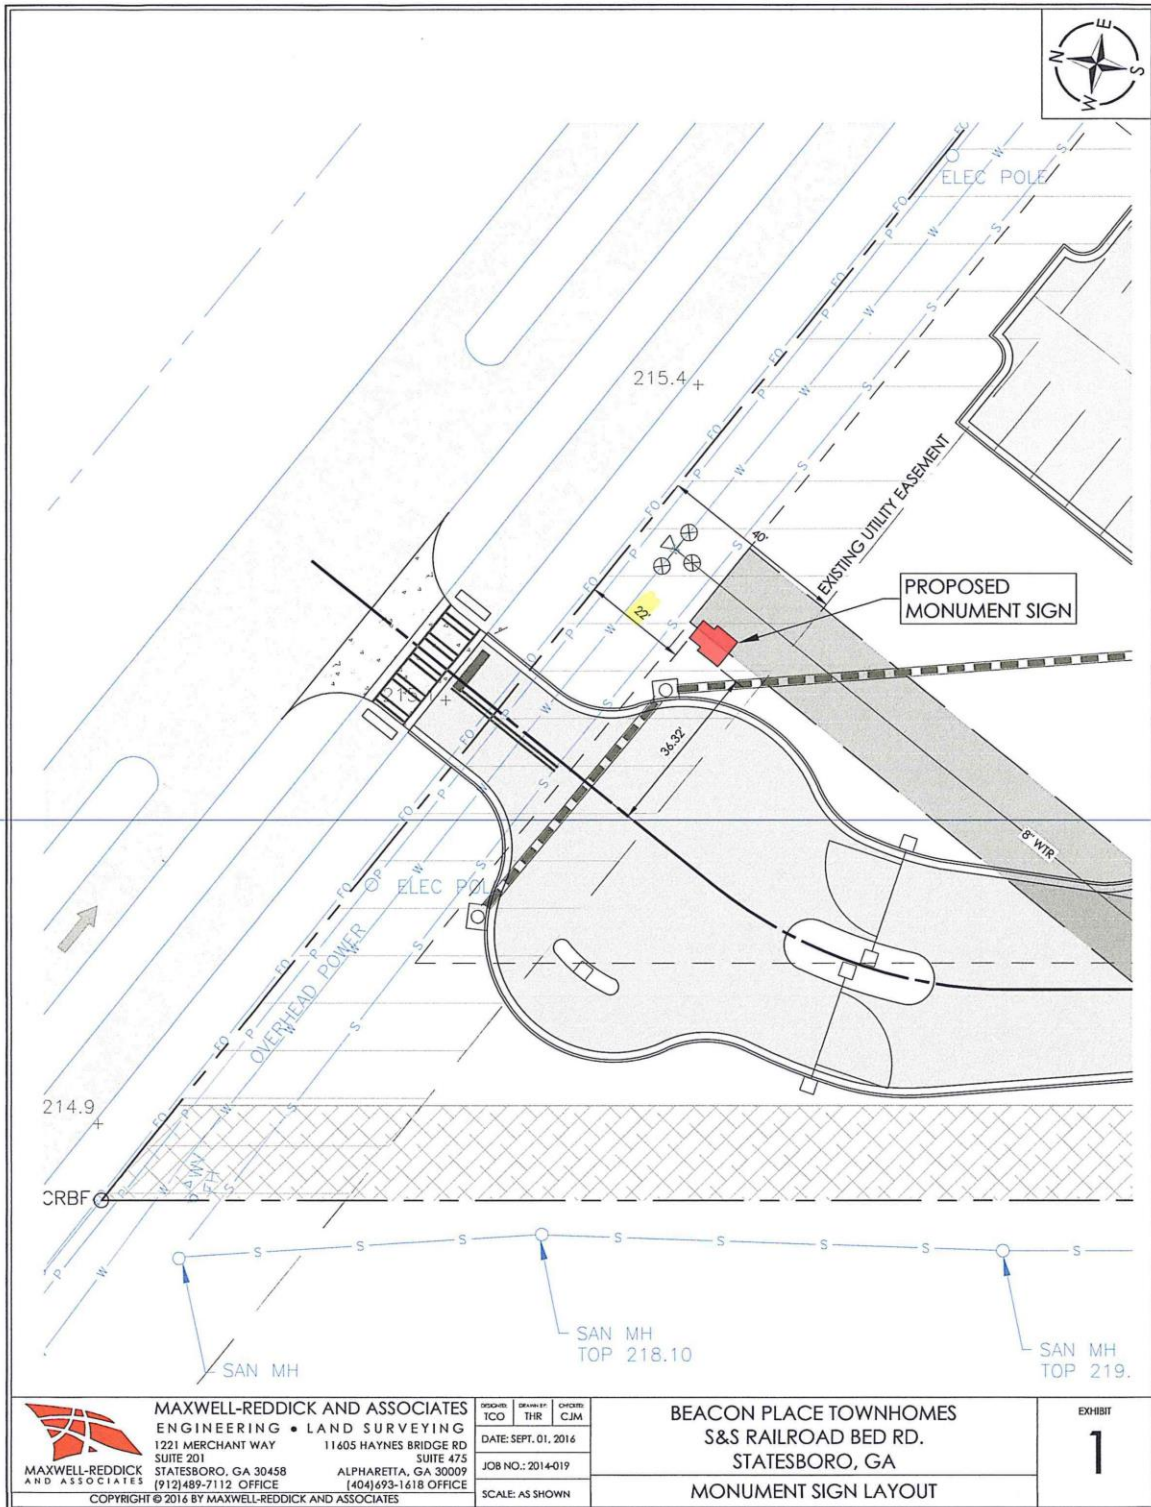 N
E
S
W
ELEC POLE
215.4
40'
EXISTING UTILITY EASEMENT
PROPOSED
MONUMENT SIGN
22'
36.32'
8" WTR
ELEC POL
OVERHEAD POWER
214.9
CRBF
SAN MH
SAN MH
TOP 218.10
SAN MH
TOP 219.
MAXWELL-REDDICK
AND ASSOCIATES
MAXWELL-REDDICK AND ASSOCIATES
ENGINEERING • LAND SURVEYING
1221 MERCHANT WAY
SUITE 201
STATESBORO, GA 30458
(912)489-7112 OFFICE
11605 HAYNES BRIDGE RD
SUITE 475
ALPHARETTA, GA 30009
(404)693-1618 OFFICE
COPYRIGHT © 2016 BY MAXWELL-REDDICK AND ASSOCIATES
DESIGNED: TCO
DRAWN BY: THR
CHECKED: CJM
DATE: SEPT. 01, 2016
JOB NO.: 2014-019
SCALE: AS SHOWN
BEACON PLACE TOWNHOMES
S&S RAILROAD BED RD.
STATESBORO, GA
MONUMENT SIGN LAYOUT
EXHIBIT
1